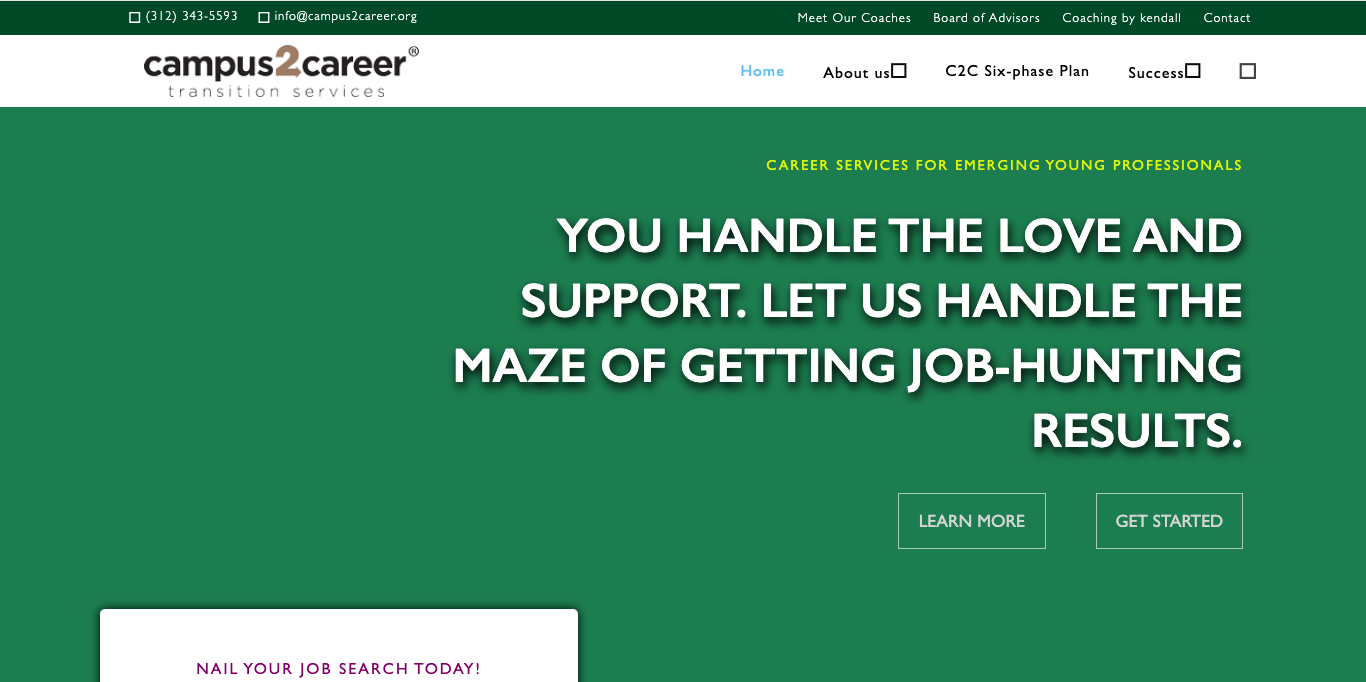 (312) 343-5593 info@campus2career.org Meet Our Coaches Board of Advisors Coaching by kendall Contact
campus2career®
transition services
Home About us C2C Six-phase Plan Success
CAREER SERVICES FOR EMERGING YOUNG PROFESSIONALS
YOU HANDLE THE LOVE AND
SUPPORT. LET US HANDLE THE
MAZE OF GETTING JOB-HUNTING
RESULTS.
LEARN MORE GET STARTED
NAIL YOUR JOB SEARCH TODAY!